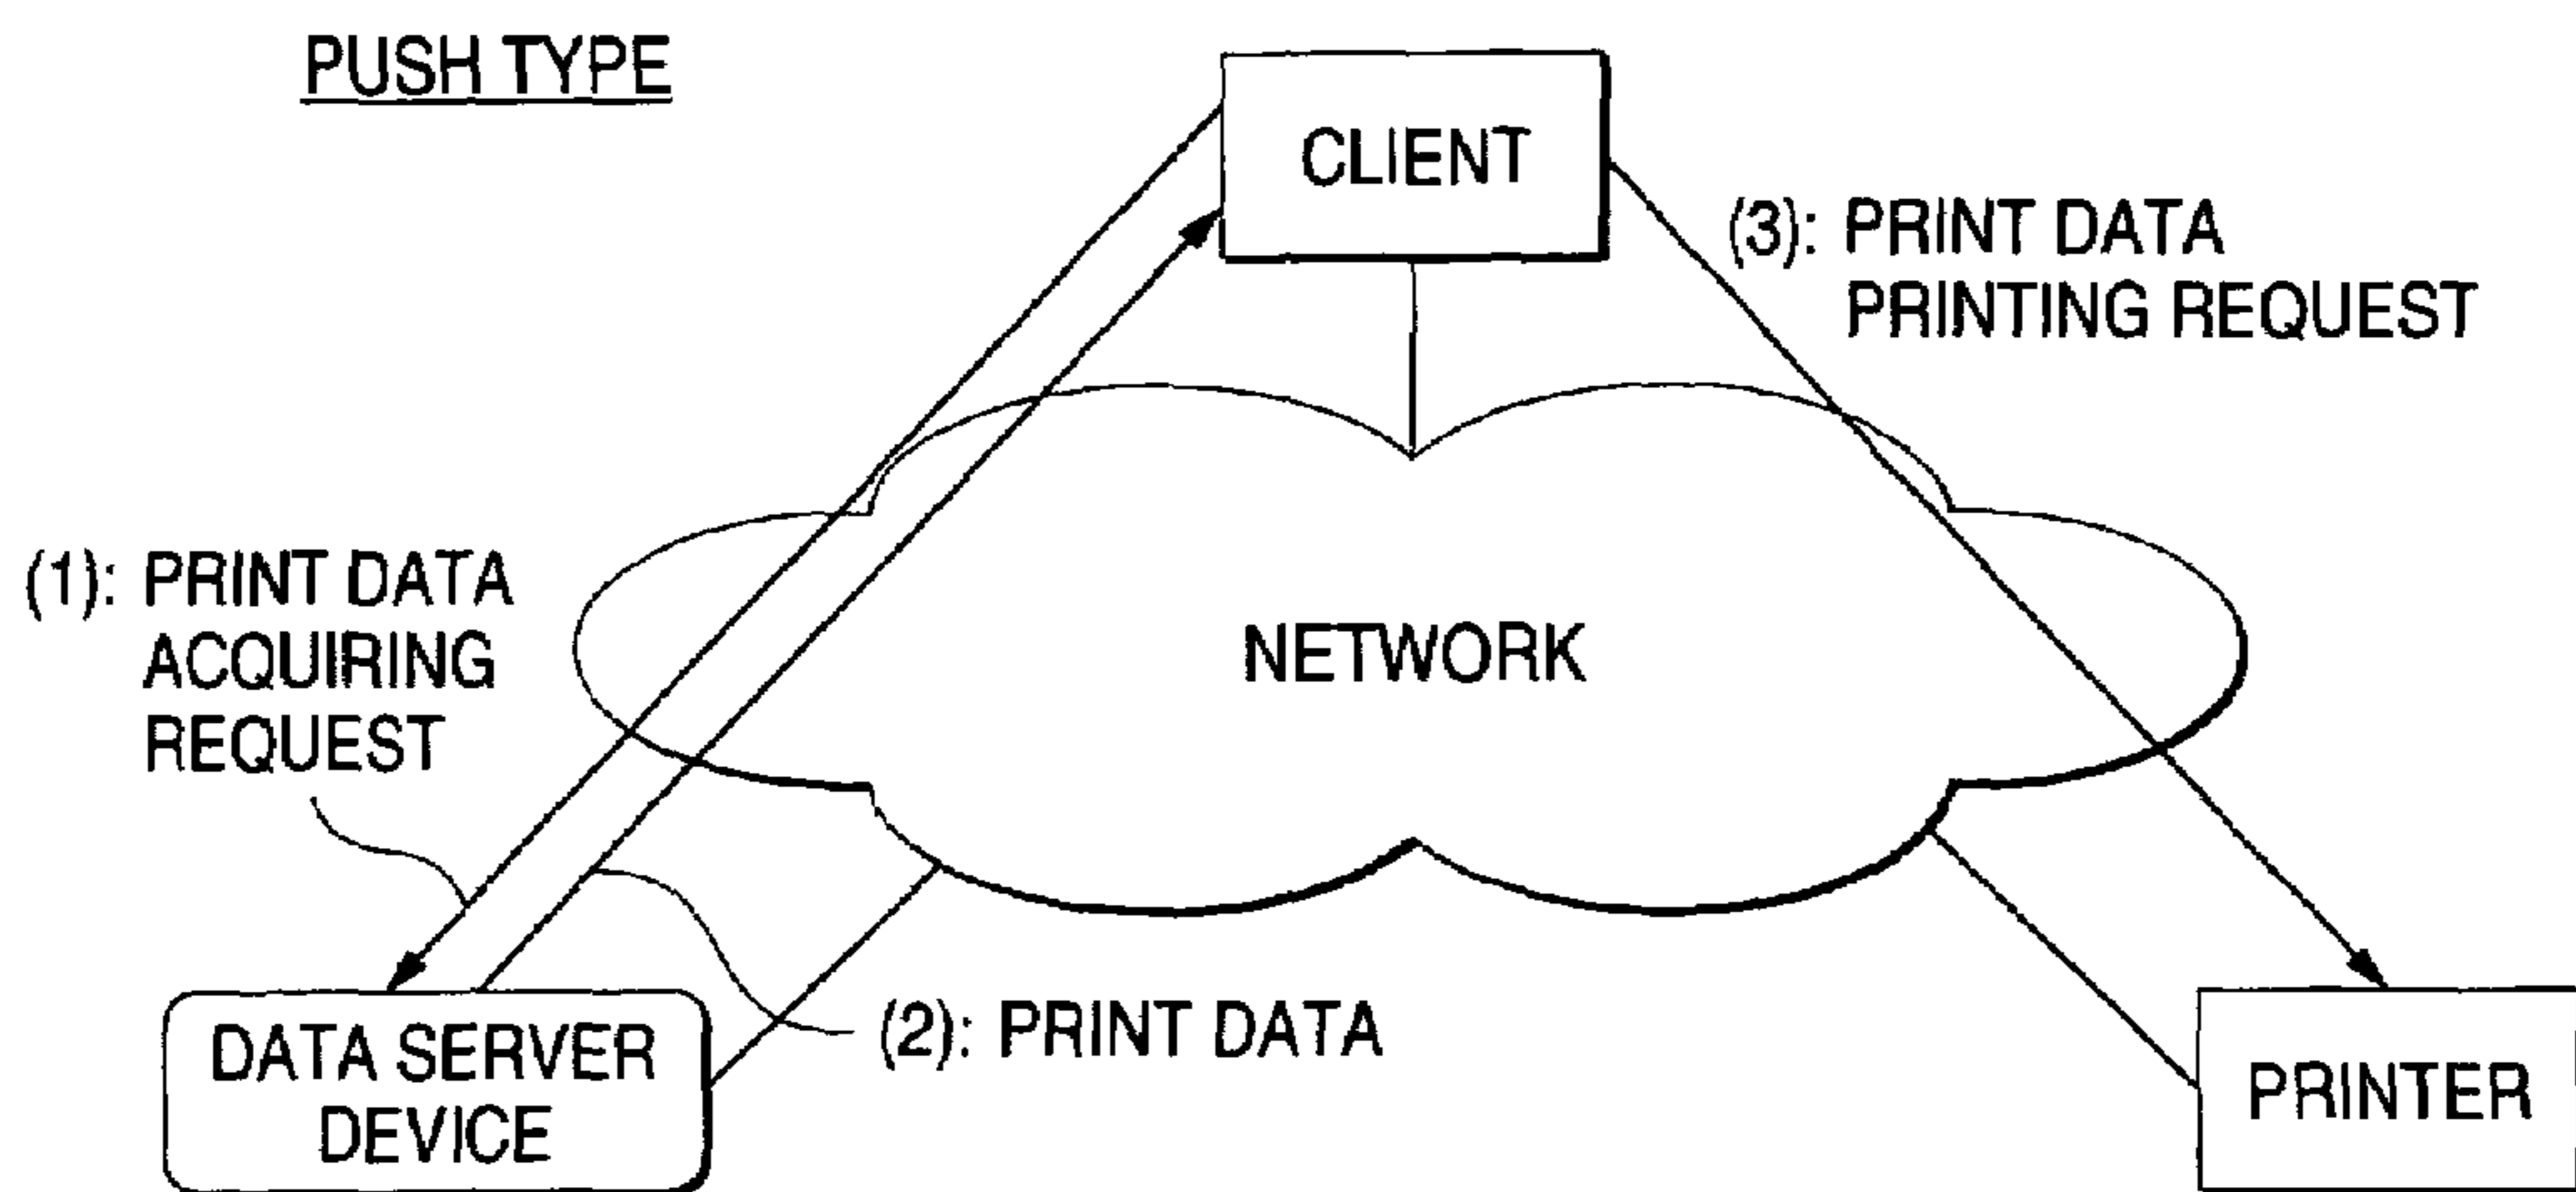 PUSH TYPE
CLIENT
(3): PRINT DATA
PRINTING REQUEST
(1): PRINT DATA
ACQUIRING
REQUEST
NETWORK
(2): PRINT DATA
DATA SERVER
DEVICE
PRINTER